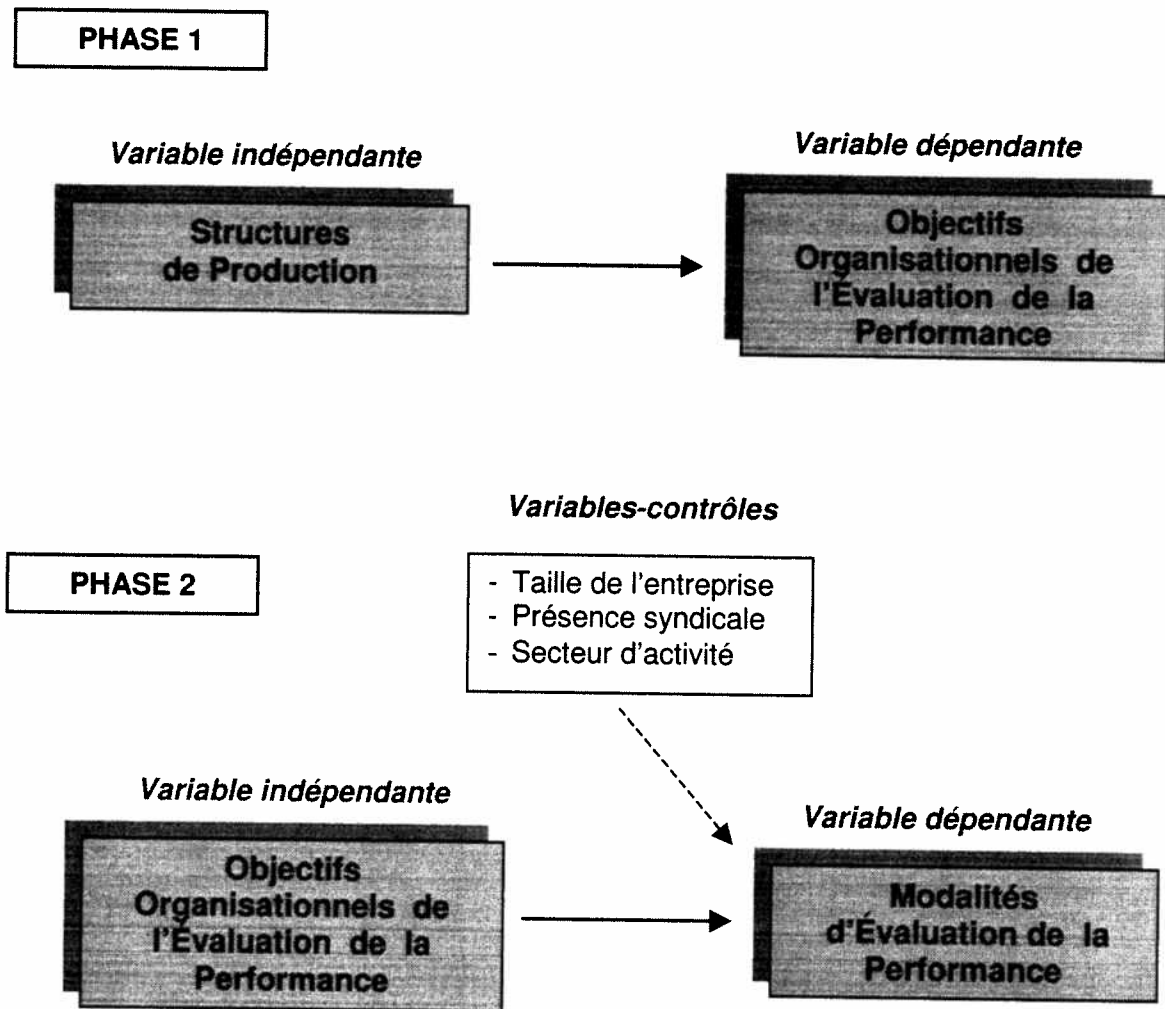 PHASE 1
Variable indépendante
Structures
de Production
Variable dépendante
Objectifs
Organisationnels de
l'Évaluation de la
Performance
Variables-contrôles
PHASE 2
- Taille de l'entreprise
- Présence syndicale
- Secteur d'activité
Variable indépendante
Objectifs
Organisationnels de
l'Évaluation de la
Performance
Variable dépendante
Modalités
d'Évaluation de la
Performance